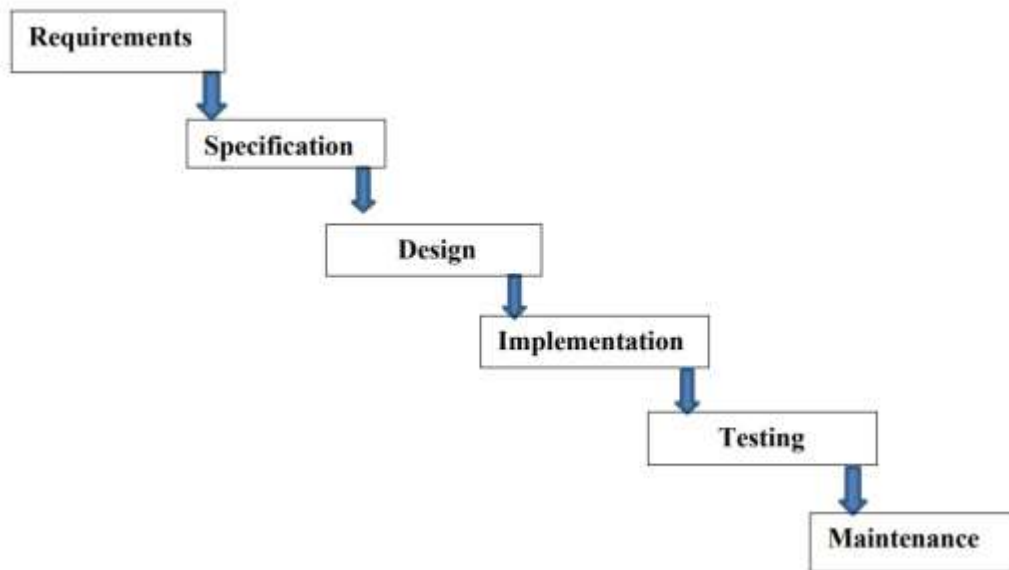 Requirements
Specification
Design
Implementation
Testing
Maintenance